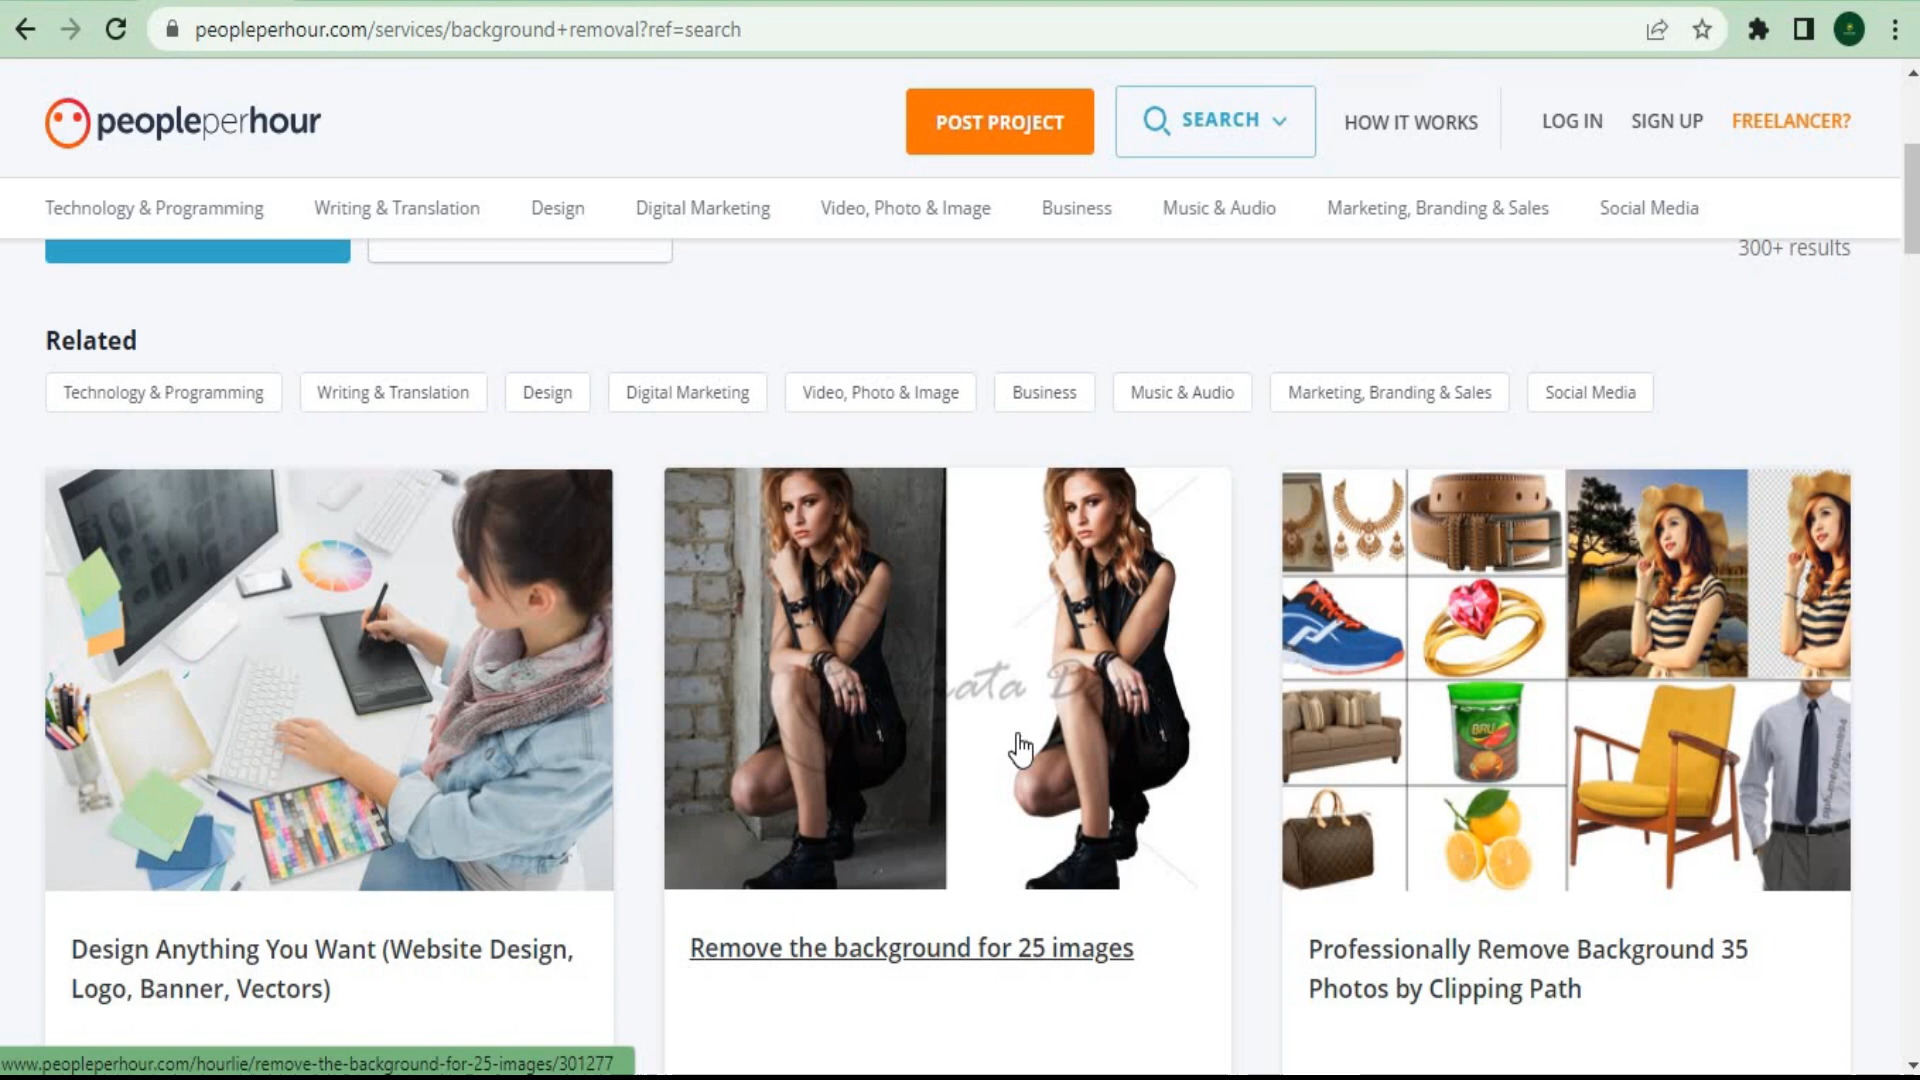 peopleperhour.com/services/background+removal?ref=search
peopleperhour
POST PROJECT
SEARCH
HOW IT WORKS
LOG IN
SIGN UP
FREELANCER?
Technology & Programming
Writing & Translation
Design
Digital Marketing
Video, Photo & Image
Business
Music & Audio
Marketing, Branding & Sales
Social Media
300+ results
Related
Technology & Programming
Writing & Translation
Design
Digital Marketing
Video, Photo & Image
Business
Music & Audio
Marketing, Branding & Sales
Social Media
BRU
Design Anything You Want (Website Design,
Logo, Banner, Vectors)
Remove the background for 25 images
Professionally Remove Background 35
Photos by Clipping Path
www.peopleperhour.com/hourlie/remove-the-background-for-25-images/301277